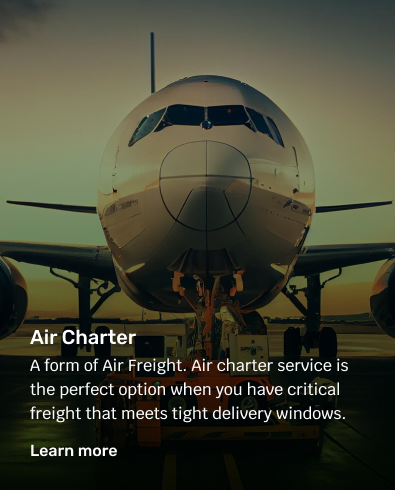 Air Charter
A form of Air Freight. Air charter service is
the perfect option when you have critical
freight that meets tight delivery windows.
Learn more